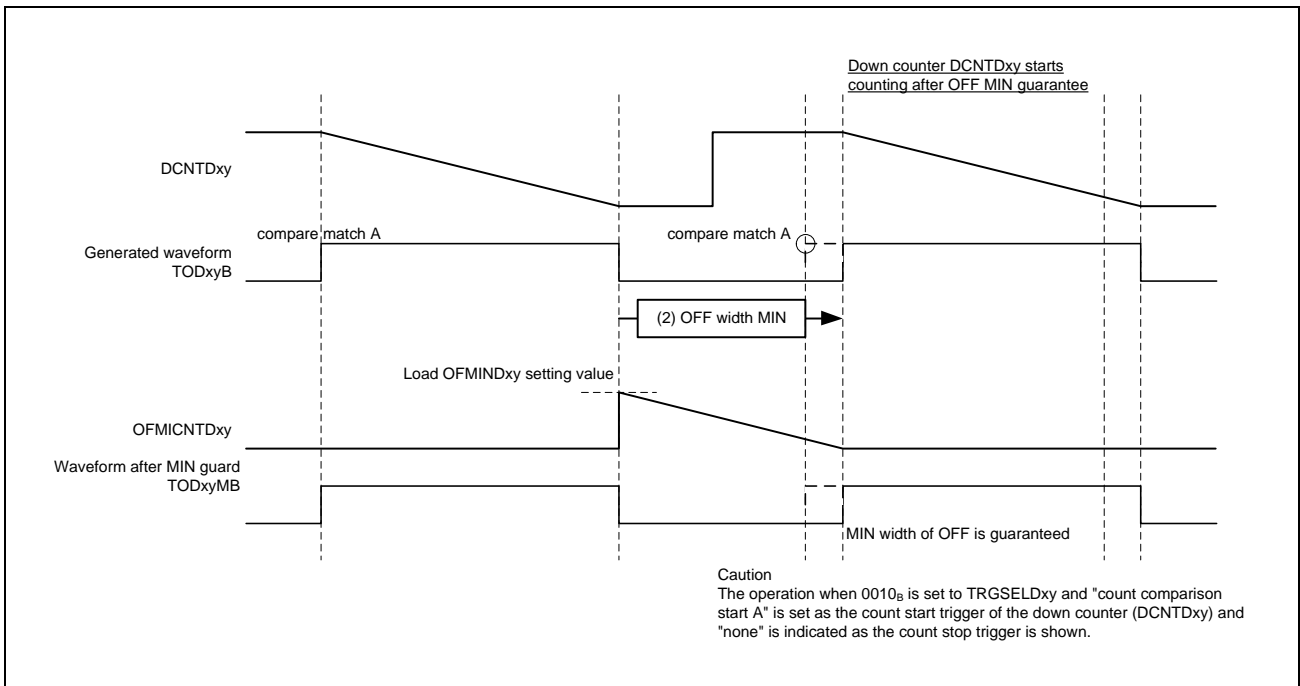 Down counter DCNTDxy starts
counting after OFF MIN guarantee
DCNTDxy
compare match A
compare match A
Generated waveform
TODxyB
(2) OFF width MIN
Load OFMINDxy setting value
OFMICNTDxy
Waveform after MIN guard
TODxyMB
MIN width of OFF is guaranteed
Caution
The operation when 0010B is set to TRGSELDxy and "count comparison
start A" is set as the count start trigger of the down counter (DCNTDxy) and
"none" is indicated as the count stop trigger is shown.